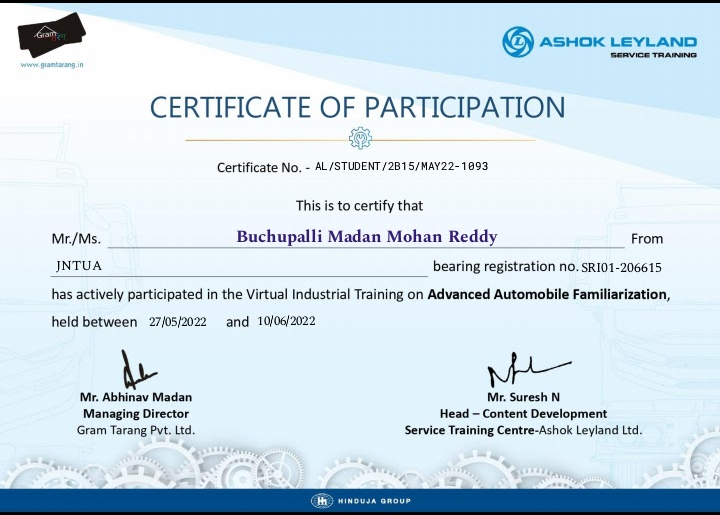 Gram तरंग
www.gramtarang.in
ASHOK LEYLAND
SERVICE TRAINING
CERTIFICATE OF PARTICIPATION
Certificate No. - AL/STUDENT/2B15/MAY22-1093
This is to certify that
Mr./Ms. Buchupalli Madan Mohan Reddy From
JNTUA bearing registration no. SRI01-206615
has actively participated in the Virtual Industrial Training on Advanced Automobile Familiarization,
held between 27/05/2022 and 10/06/2022
Mr. Abhinav Madan
Managing Director
Gram Tarang Pvt. Ltd.
Mr. Suresh N
Head – Content Development
Service Training Centre-Ashok Leyland Ltd.
HINDUJA GROUP